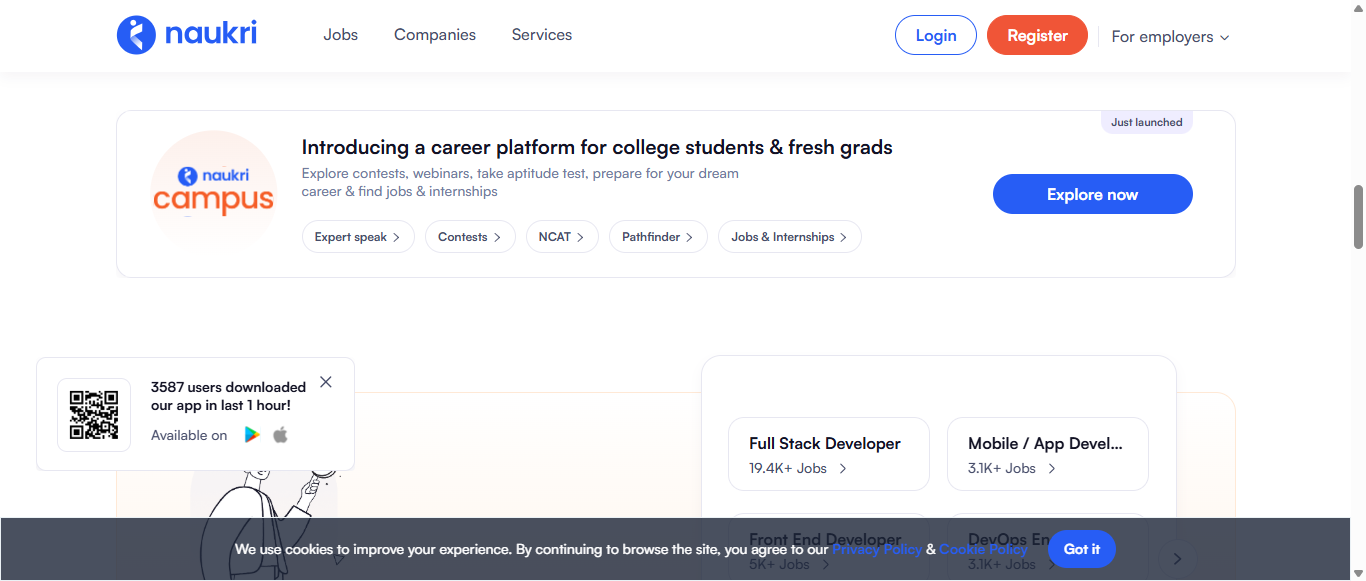 naukri
Jobs
Companies
Services
Login
Register
For employers
Just launched
naukri
campus
Introducing a career platform for college students & fresh grads
Explore contests, webinars, take aptitude test, prepare for your dream
career & find jobs & internships
Explore now
Expert speak
Contests
NCAT
Pathfinder
Jobs & Internships
3587 users downloaded
our app in last 1 hour!
Available on
Full Stack Developer
19.4K+ Jobs
Mobile / App Devel...
3.1K+ Jobs
Front End Developer
5K+ Jobs
DevOps En
3.1K+ Jobs
We use cookies to improve your experience. By continuing to browse the site, you agree to our Privacy Policy & Cookie Policy
Got it